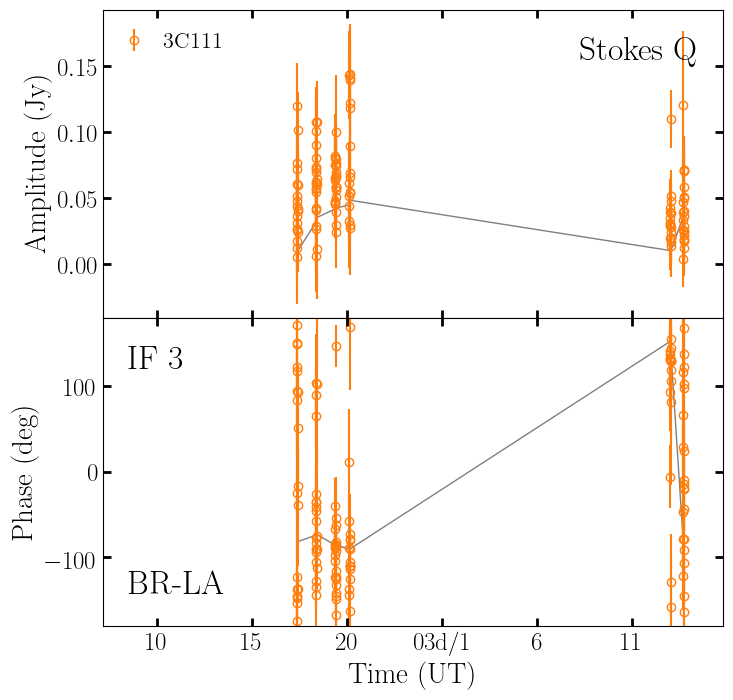 3C111
Stokes Q
0.15
0.10
0.05
0.00
Amplitude (Jy)
IF 3
100
0
−100
Phase (deg)
BR-LA
10 15 20 03d/1 6 11
Time (UT)